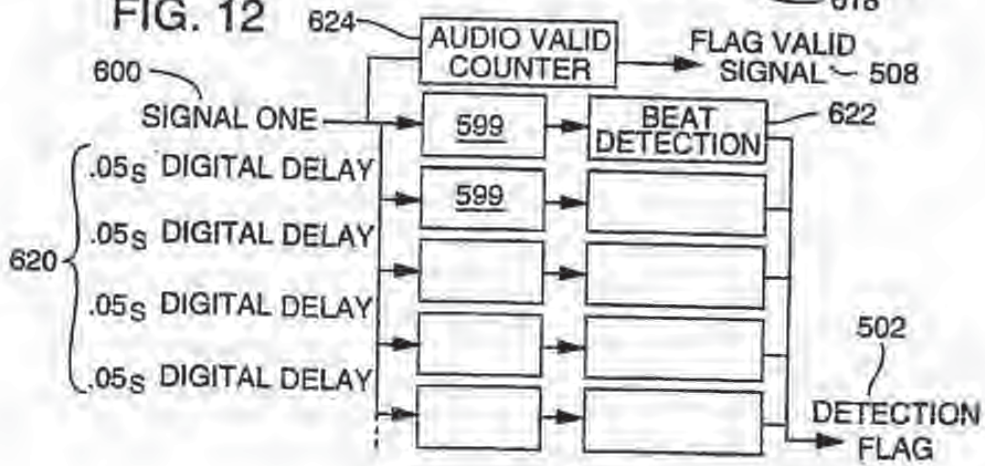 FIG. 12
618
624
AUDIO VALID
COUNTER
FLAG VALID
SIGNAL 508
600
SIGNAL ONE
599
BEAT
DETECTION
622
.05s DIGITAL DELAY
599
.05s DIGITAL DELAY
620
.05s DIGITAL DELAY
.05s DIGITAL DELAY
502
DETECTION
FLAG